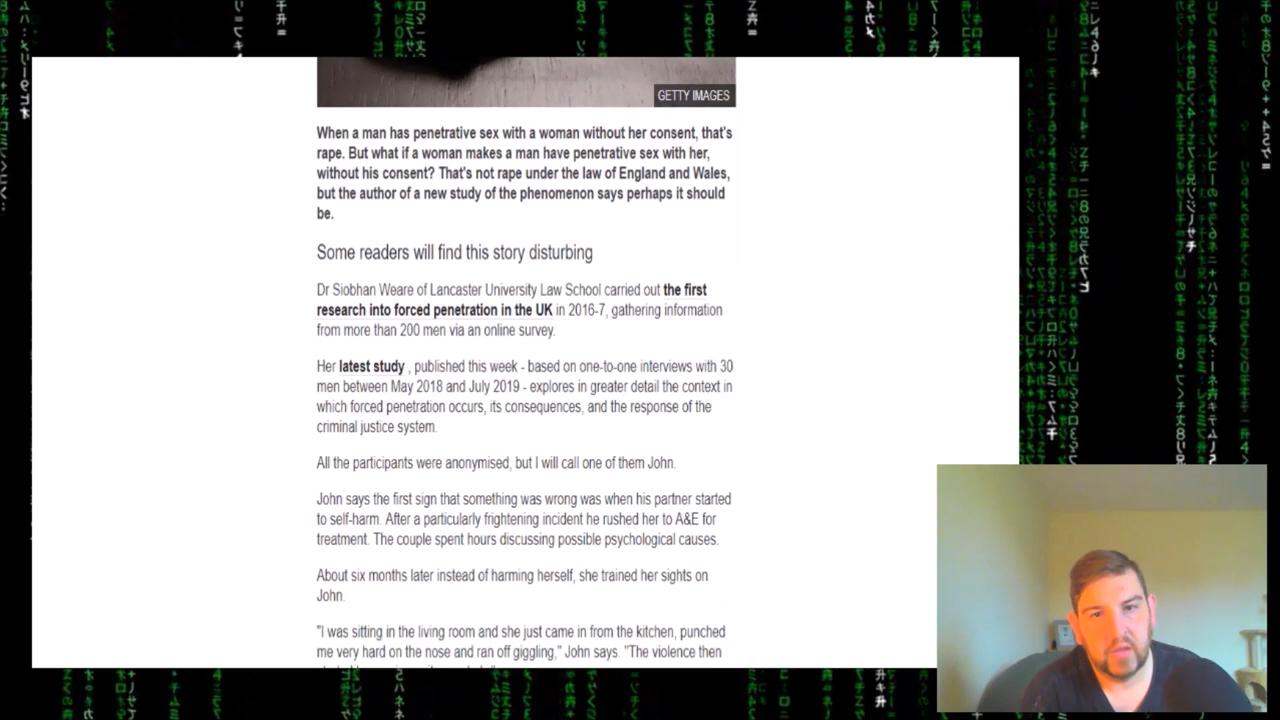 GETTY IMAGES
When a man has penetrative sex with a woman without her consent, that's
rape. But what if a woman makes a man have penetrative sex with her,
without his consent? That's not rape under the law of England and Wales,
but the author of a new study of the phenomenon says perhaps it should
be.
Some readers will find this story disturbing
Dr Siobhan Weare of Lancaster University Law School carried out the first
research into forced penetration in the UK in 2016-7, gathering information
from more than 200 men via an online survey.
Her latest study , published this week - based on one-to-one interviews with 30
men between May 2018 and July 2019 - explores in greater detail the context in
which forced penetration occurs, its consequences, and the response of the
criminal justice system.
All the participants were anonymised, but I will call one of them John.
John says the first sign that something was wrong was when his partner started
to self-harm. After a particularly frightening incident he rushed her to A&E for
treatment. The couple spent hours discussing possible psychological causes.
About six months later instead of harming herself, she trained her sights on
John.
"I was sitting in the living room and she just came in from the kitchen, punched
me very hard on the nose and ran off giggling," John says. "The violence then